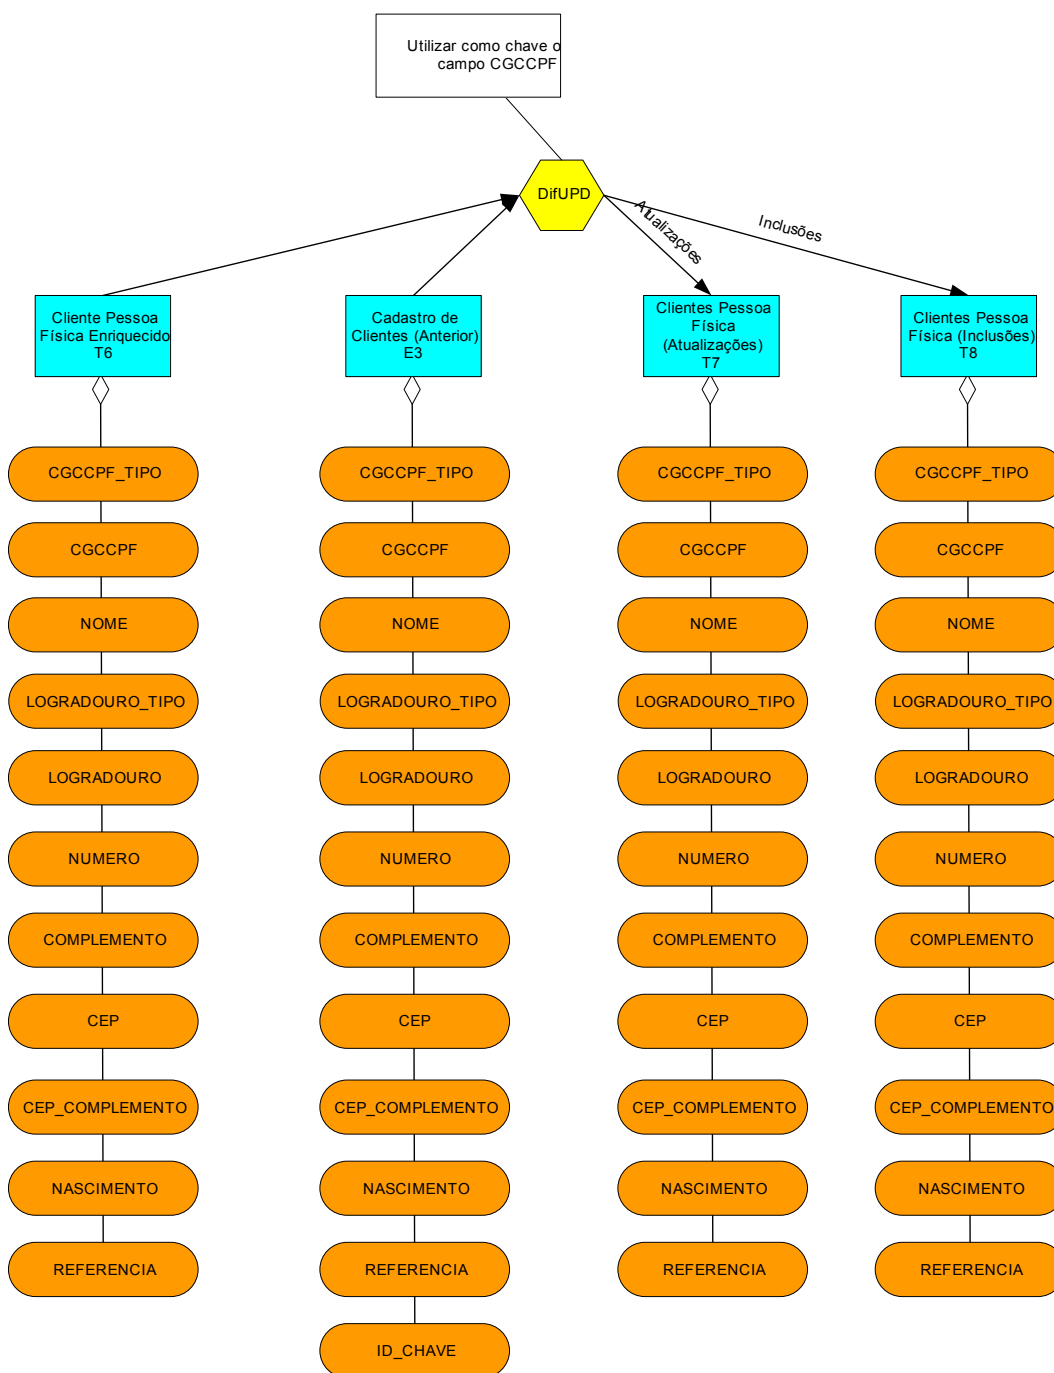 Utilizar como chave o
campo CGCCPF
DifUPD
Atualizações
Inclusões
Cliente Pessoa
Física Enriquecido
T6
Cadastro de
Clientes (Anterior)
E3
Clientes Pessoa
Física
(Atualizações)
T7
Clientes Pessoa
Física (Inclusões)
T8
CGCCPF_TIPO
CGCCPF
NOME
LOGRADOURO_TIPO
LOGRADOURO
NUMERO
COMPLEMENTO
CEP
CEP_COMPLEMENTO
NASCIMENTO
REFERENCIA
CGCCPF_TIPO
CGCCPF
NOME
LOGRADOURO_TIPO
LOGRADOURO
NUMERO
COMPLEMENTO
CEP
CEP_COMPLEMENTO
NASCIMENTO
REFERENCIA
ID_CHAVE
CGCCPF_TIPO
CGCCPF
NOME
LOGRADOURO_TIPO
LOGRADOURO
NUMERO
COMPLEMENTO
CEP
CEP_COMPLEMENTO
NASCIMENTO
REFERENCIA
CGCCPF_TIPO
CGCCPF
NOME
LOGRADOURO_TIPO
LOGRADOURO
NUMERO
COMPLEMENTO
CEP
CEP_COMPLEMENTO
NASCIMENTO
REFERENCIA